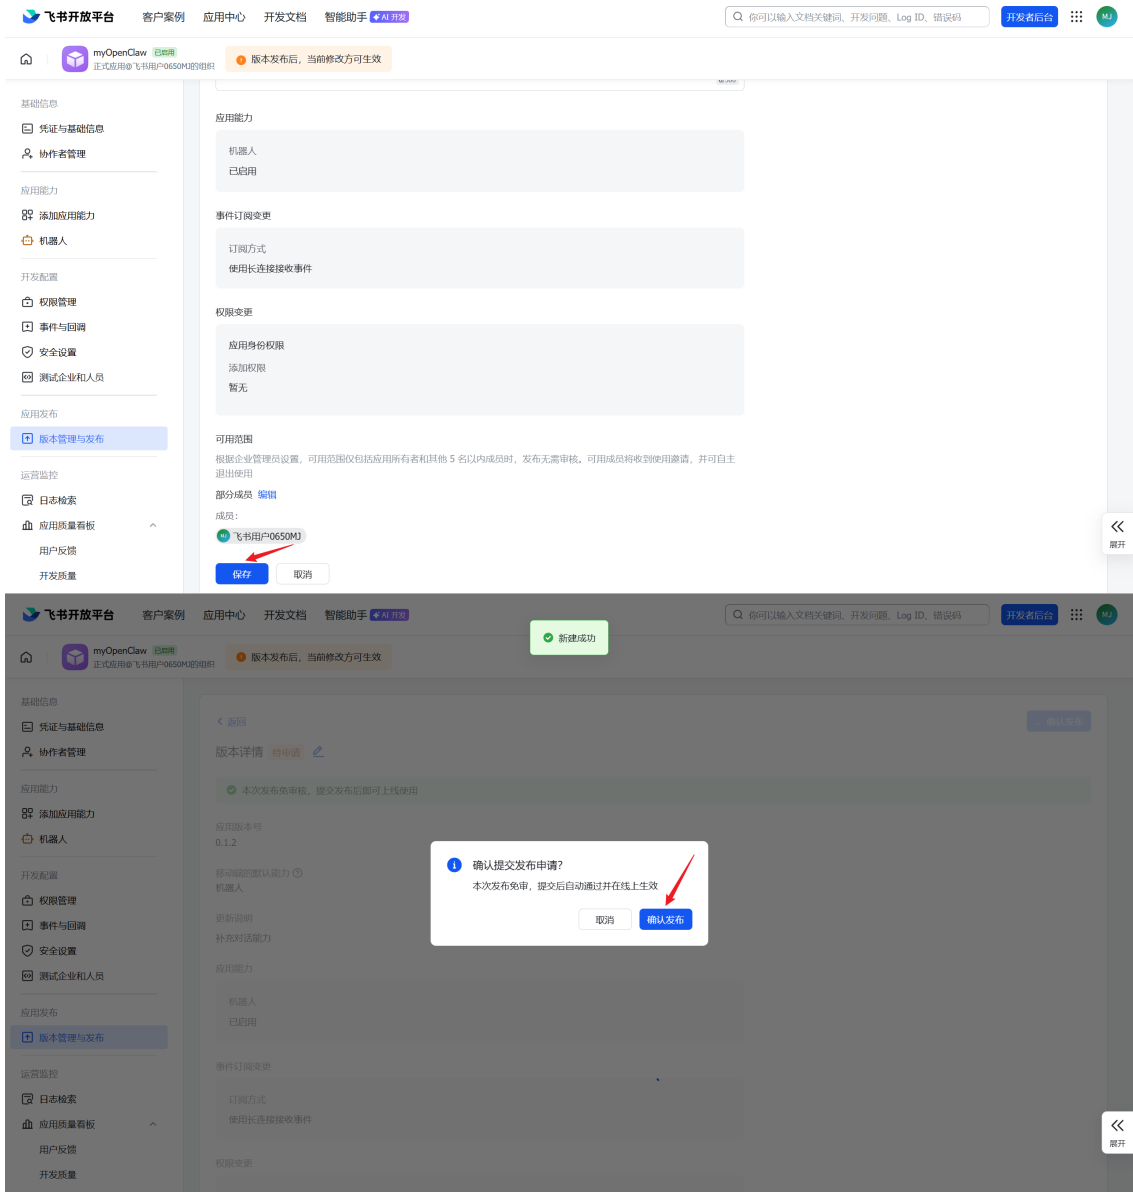 飞书开放平台 客户案例 应用中心 开发文档 智能助手 AI 开发 你可以输入文档关键词、开发问题、Log ID、错误码 开发者后台 MJ
myOpenClaw 已启用
正式应用@飞书用户0650MJ的组织
版本发布后，当前修改方可生效
基础信息
凭证与基础信息
协作者管理
应用能力
添加应用能力
机器人
开发配置
权限管理
事件与回调
安全设置
测试企业和人员
应用发布
版本管理与发布
运营监控
日志检索
应用质量看板
用户反馈
开发质量
应用能力
机器人
已启用
事件订阅变更
订阅方式
使用长连接接收事件
权限变更
应用身份权限
添加权限
暂无
可用范围
根据企业管理员设置，可用范围仅包括应用所有者和其他 5 名以内成员时，发布无需审核。可用成员将收到使用邀请，并可自主
退出使用
部分成员 编辑
成员：
MJ 飞书用户0650MJ
保存 取消
展开
飞书开放平台 客户案例 应用中心 开发文档 智能助手 AI 开发 你可以输入文档关键词、开发问题、Log ID、错误码 开发者后台 MJ
新建成功
myOpenClaw 已启用
正式应用@飞书用户0650MJ的组织
版本发布后，当前修改方可生效
基础信息
凭证与基础信息
协作者管理
应用能力
添加应用能力
机器人
开发配置
权限管理
事件与回调
安全设置
测试企业和人员
应用发布
版本管理与发布
运营监控
日志检索
应用质量看板
用户反馈
开发质量
返回 确认发布
版本详情 待申请
本次发布免审核，提交发布后即可上线使用
应用版本号
0.1.2
移动端的默认能力
机器人
更新说明
补充对话能力
应用能力
机器人
已启用
事件订阅变更
订阅方式
使用长连接接收事件
权限变更
确认提交发布申请?
本次发布免审，提交后自动通过并在线上生效
取消 确认发布
展开